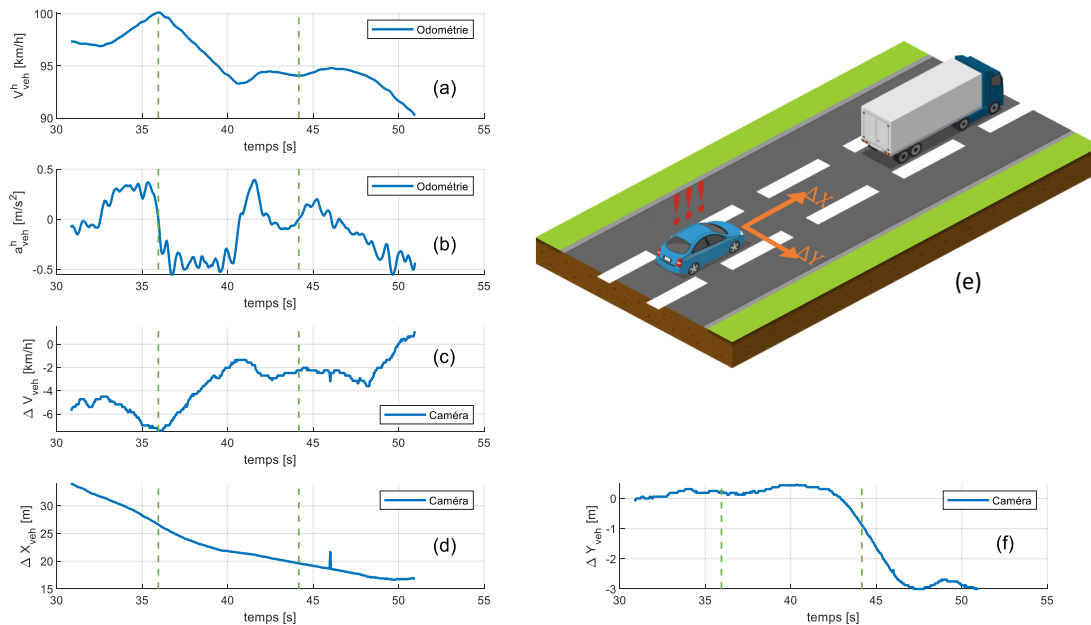 100
95
90
V^h_veh [km/h]
Odométrie
(a)
30 35 40 45 50 55
temps [s]
0.5
0
-0.5
a^h_veh [m/s²]
Odométrie
(b)
30 35 40 45 50 55
temps [s]
0
-2
-4
-6
Δ V_veh [km/h]
(c)
Caméra
30 35 40 45 50 55
temps [s]
30
25
20
15
Δ X_veh [m]
Caméra
(d)
30 35 40 45 50 55
temps [s]
!!!
ΔX
ΔY
(e)
0
-1
-2
-3
Δ Y_veh [m]
Caméra
(f)
30 35 40 45 50 55
temps [s]